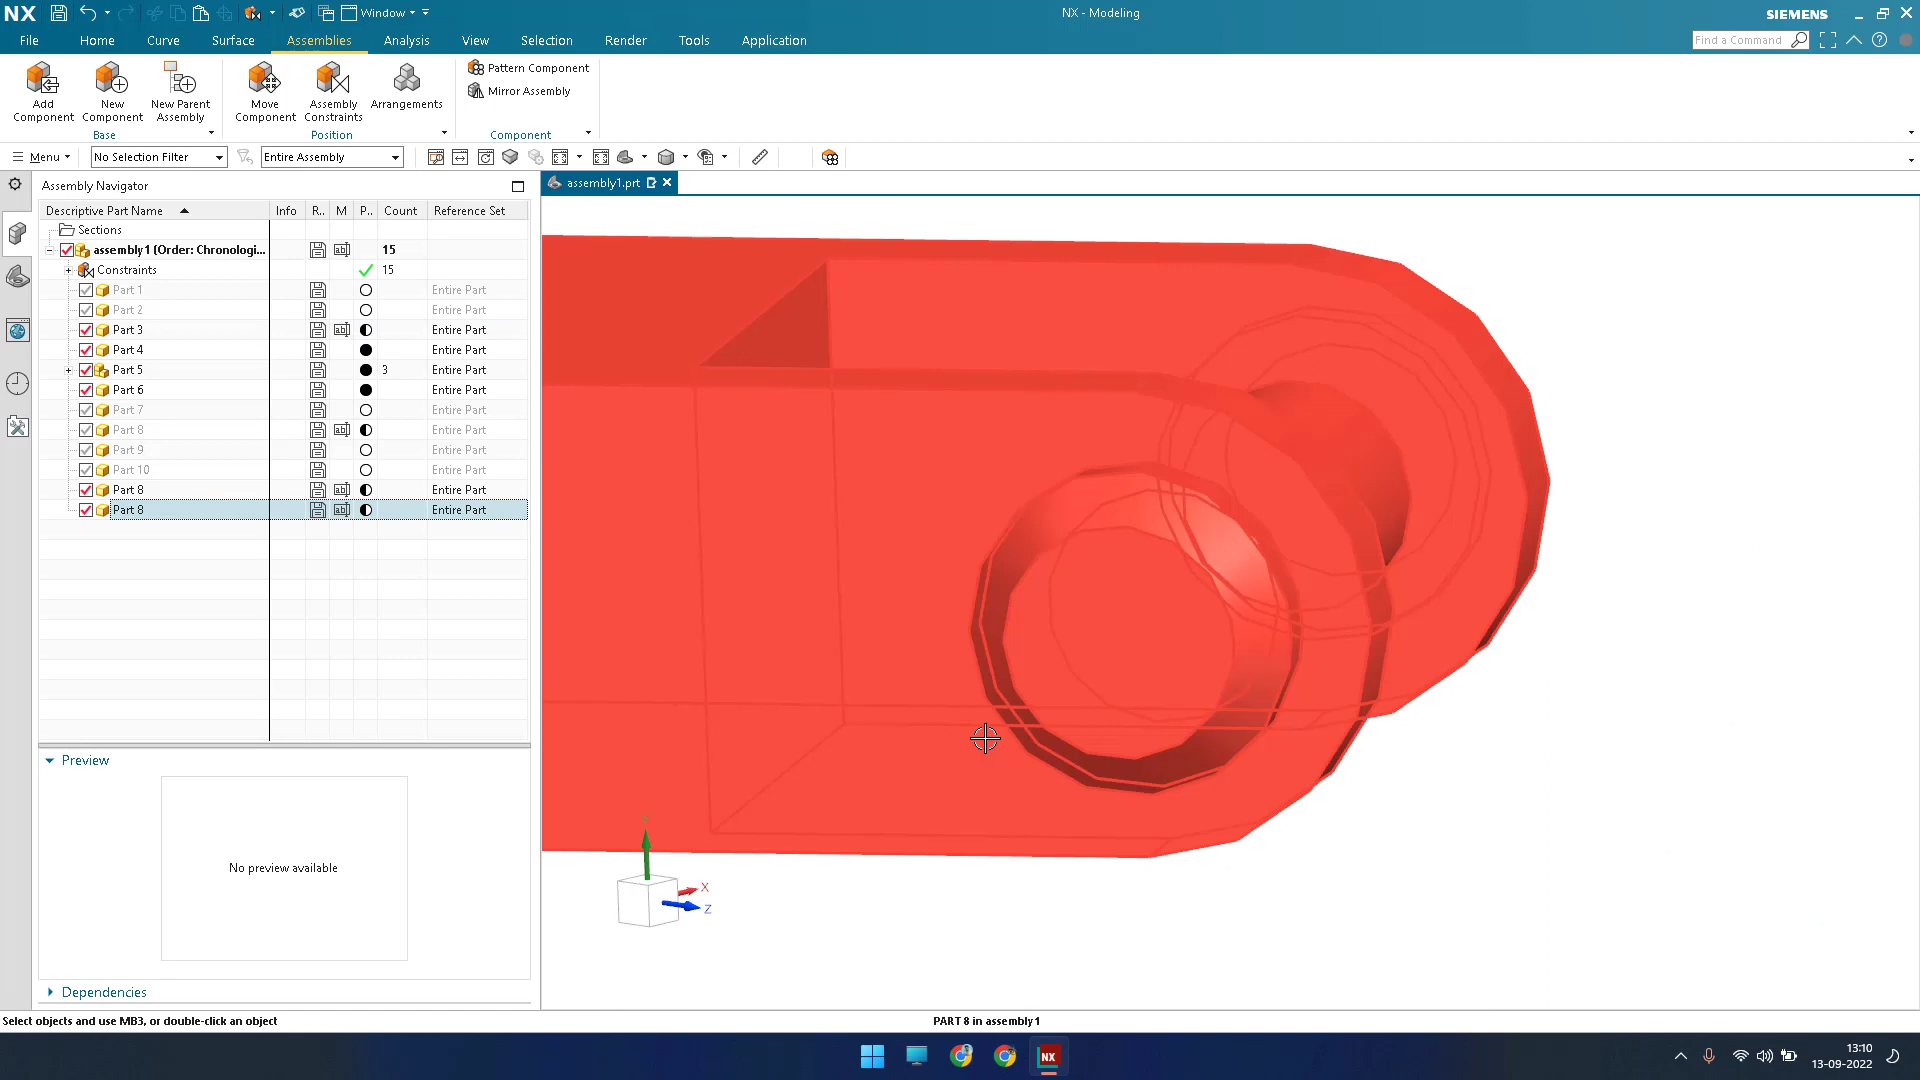 NX
Window
NX - Modeling
SIEMENS
File
Home
Curve
Surface
Assemblies
Analysis
View
Selection
Render
Tools
Application
Find a Command
Add Component
New Component
New Parent Assembly
Move Component
Assembly Constraints
Arrangements
Pattern Component
Mirror Assembly
Base
Position
Component
Menu
No Selection Filter
Entire Assembly
Assembly Navigator
assembly1.prt
Descriptive Part Name Info R.. M P.. Count Reference Set
Sections
assembly1 (Order: Chronologi... 15
Constraints 15
Part 1 Entire Part
Part 2 Entire Part
Part 3 Entire Part
Part 4 Entire Part
Part 5 3 Entire Part
Part 6 Entire Part
Part 7 Entire Part
Part 8 Entire Part
Part 9 Entire Part
Part 10 Entire Part
Part 8 Entire Part
Part 8 Entire Part
Preview
No preview available
Y
X
Z
Dependencies
Select objects and use MB3, or double-click an object
PART 8 in assembly1
NX
13:10
13-09-2022